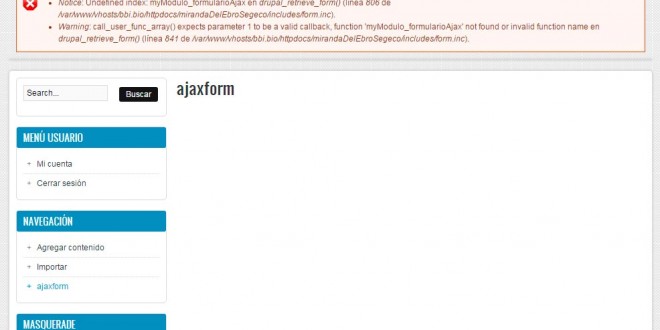 Notice: Undefined index: myModulo_formularioAjax en drupal_retrieve_form() (línea 806 de
/var/www/vhosts/bbi.bio/httpdocs/mirandaDelEbroSegeco/includes/form.inc).
Warning: call_user_func_array() expects parameter 1 to be a valid callback, function 'myModulo_formularioAjax' not found or invalid function name en
drupal_retrieve_form() (línea 841 de /var/www/vhosts/bbi.bio/httpdocs/mirandaDelEbroSegeco/includes/form.inc).
Search...
Buscar
ajaxform
MENÚ USUARIO
Mi cuenta
Cerrar sesión
NAVEGACIÓN
Agregar contenido
Importar
ajaxform
MASQUERADE